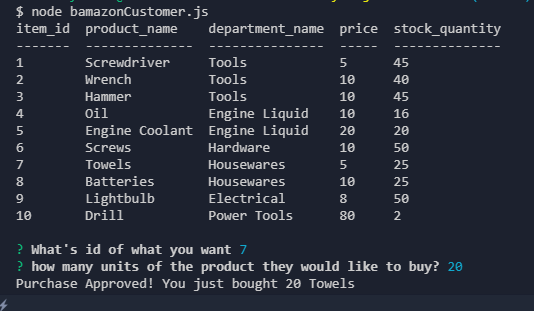 $ node bamazonCustomer.js
item_id  product_name    department_name  price  stock_quantity
-------  --------------  ---------------  -----  --------------
1        Screwdriver     Tools            5      45
2        Wrench          Tools            10     40
3        Hammer          Tools            10     45
4        Oil             Engine Liquid    10     16
5        Engine Coolant  Engine Liquid    20     20
6        Screws          Hardware         10     50
7        Towels          Housewares       5      25
8        Batteries       Housewares       10     25
9        Lightbulb       Electrical       8      50
10       Drill           Power Tools      80     2
? What's id of what you want 7
? how many units of the product they would like to buy? 20
Purchase Approved! You just bought 20 Towels